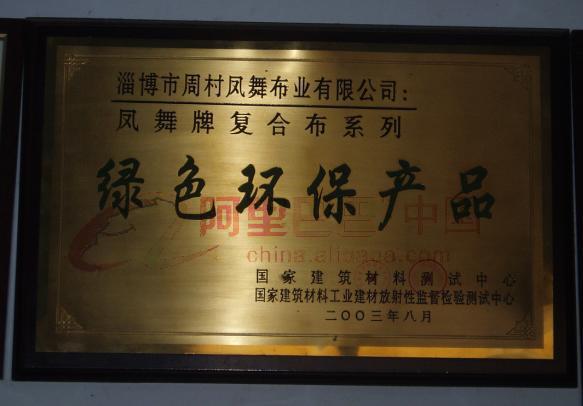 淄博市周村凤舞布业有限公司：
凤舞牌复合布系列
绿色环保产品
阿里巴巴 中国
china.alibaba.com
国家建筑材料测试中心
国家建筑材料工业建材放射性监督检验测试中心
二〇〇三年八月